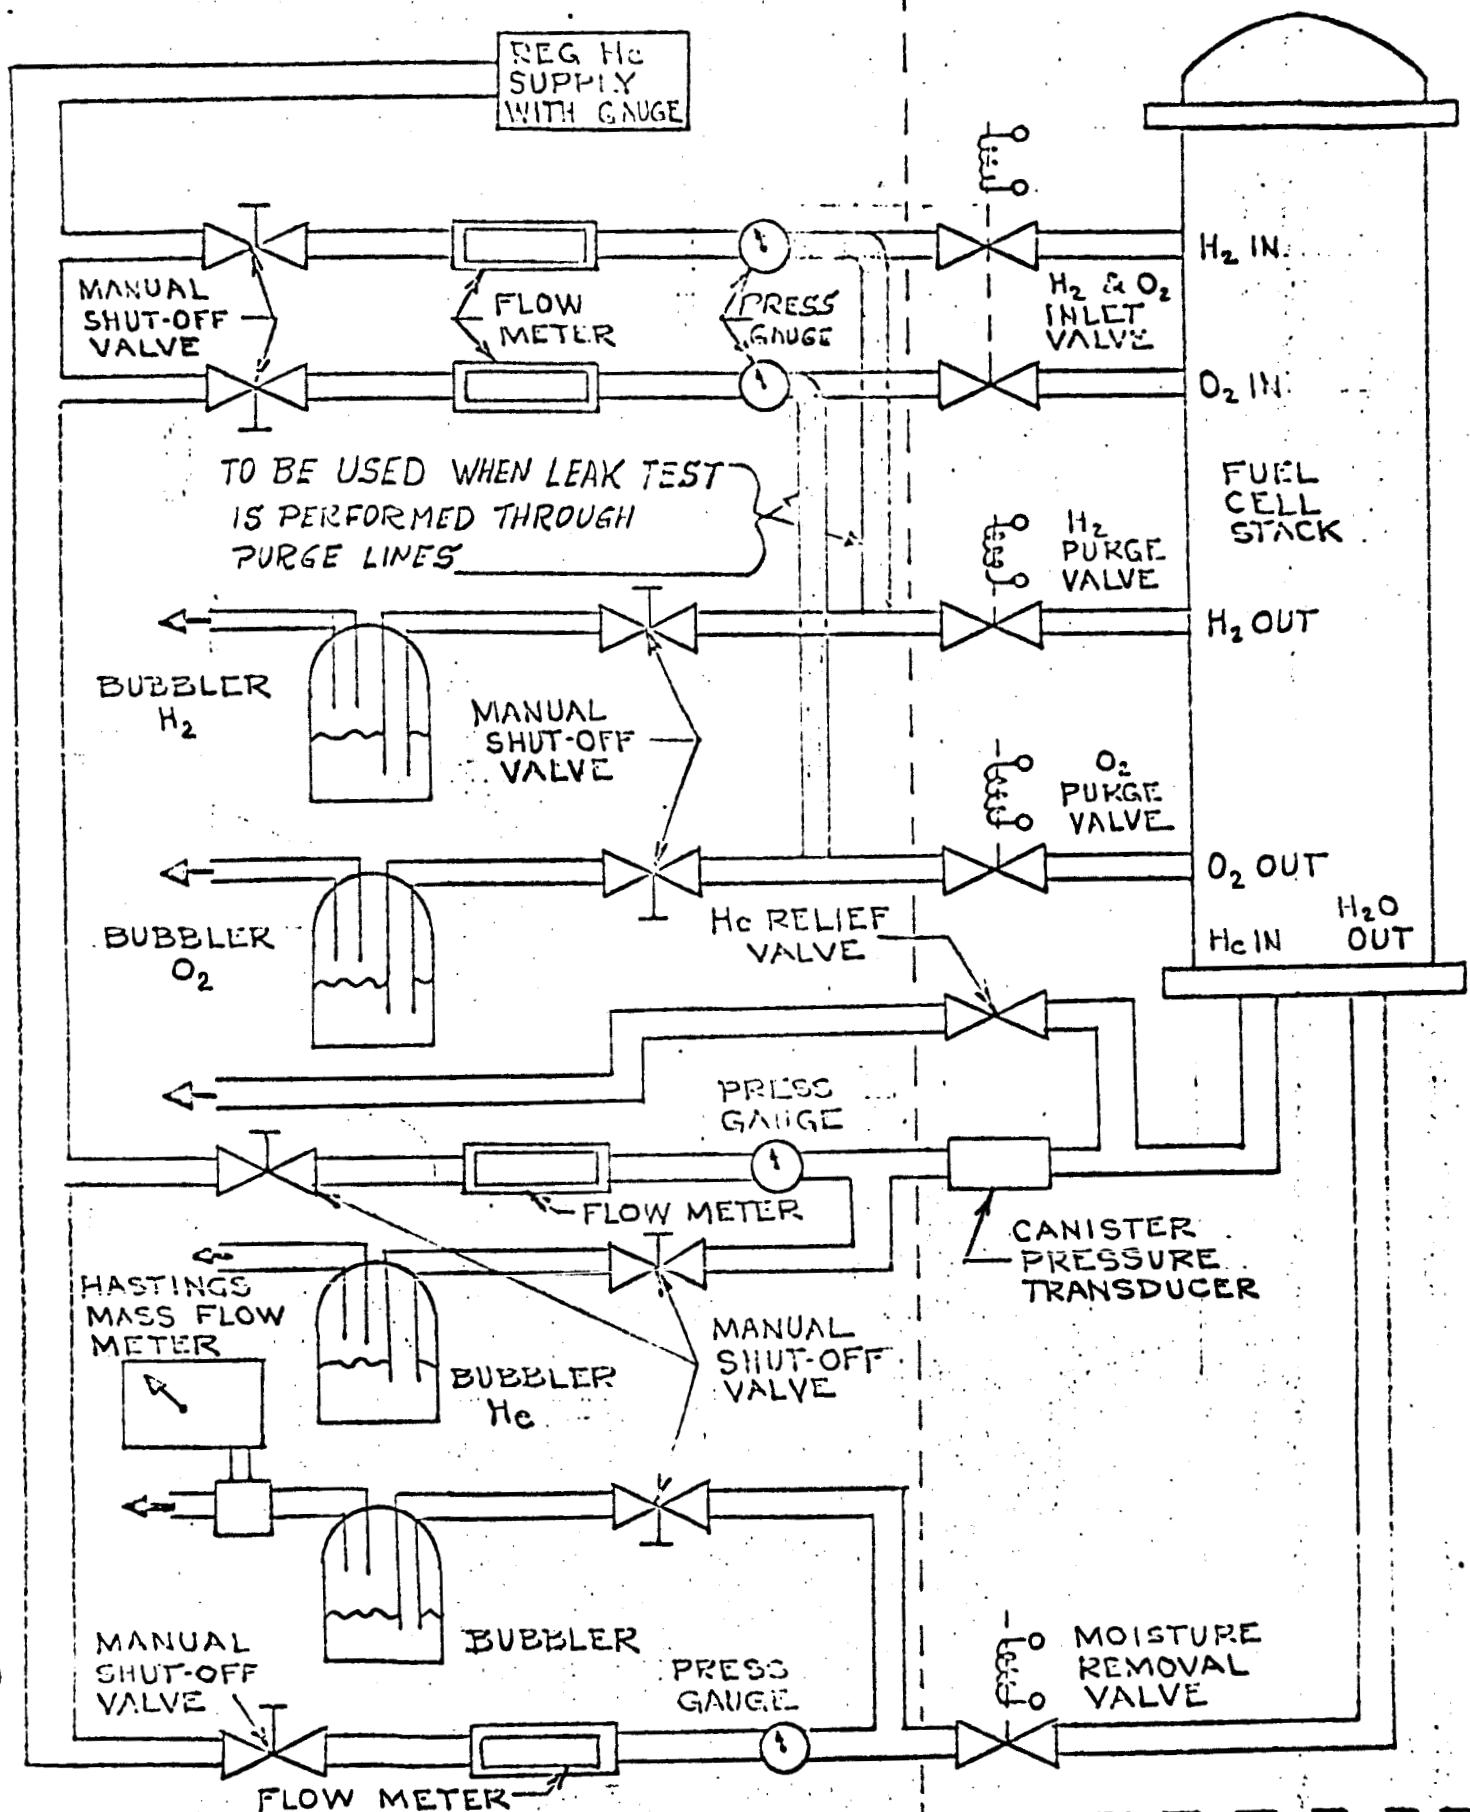 REG He
SUPPLY
WITH GAUGE
H2 IN
MANUAL
SHUT-OFF
VALVE
FLOW
METER
PRESS
GAUGE
H2 & O2
INLET
VALVE
O2 IN
TO BE USED WHEN LEAK TEST
IS PERFORMED THROUGH
PURGE LINES
FUEL
CELL
STACK
H2
PURGE
VALVE
H2 OUT
BUBBLER
H2
MANUAL
SHUT-OFF
VALVE
O2
PURGE
VALVE
O2 OUT
BUBBLER
O2
He RELIEF
VALVE
He IN
H2O
OUT
PRESS
GAUGE
FLOW METER
CANISTER
PRESSURE
TRANSDUCER
HASTINGS
MASS FLOW
METER
BUBBLER
He
MANUAL
SHUT-OFF
VALVE
BUBBLER
MANUAL
SHUT-OFF
VALVE
PRESS
GAUGE
MOISTURE
REMOVAL
VALVE
FLOW METER